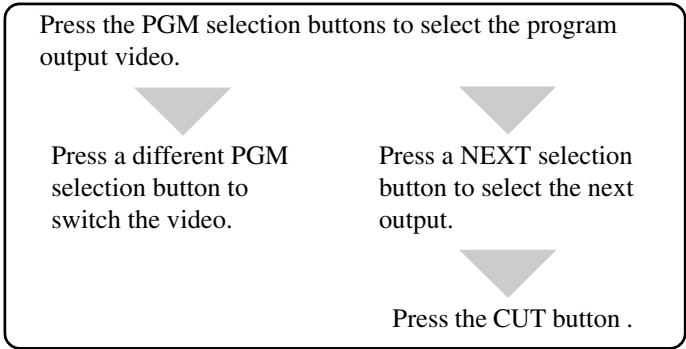 Press the PGM selection buttons to select the program
output video.
Press a different PGM
selection button to
switch the video.
Press a NEXT selection
button to select the next
output.
Press the CUT button .